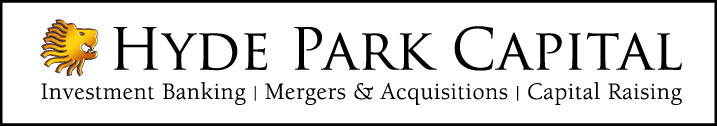 HYDE PARK CAPITAL
Investment Banking | Mergers & Acquisitions | Capital Raising